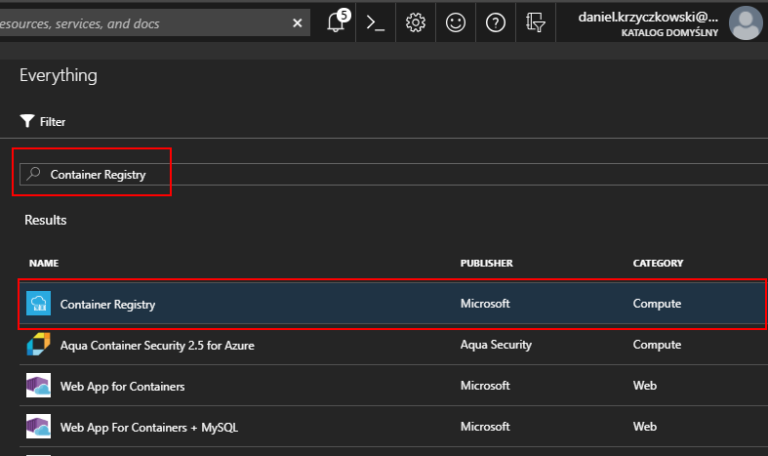 resources, services, and docs
5
daniel.krzyczkowski@...
KATALOG DOMYŚLNY
Everything
Filter
Container Registry
Results
NAME PUBLISHER CATEGORY
Container Registry Microsoft Compute
Aqua Container Security 2.5 for Azure Aqua Security Compute
Web App for Containers Microsoft Web
Web App For Containers + MySQL Microsoft Web